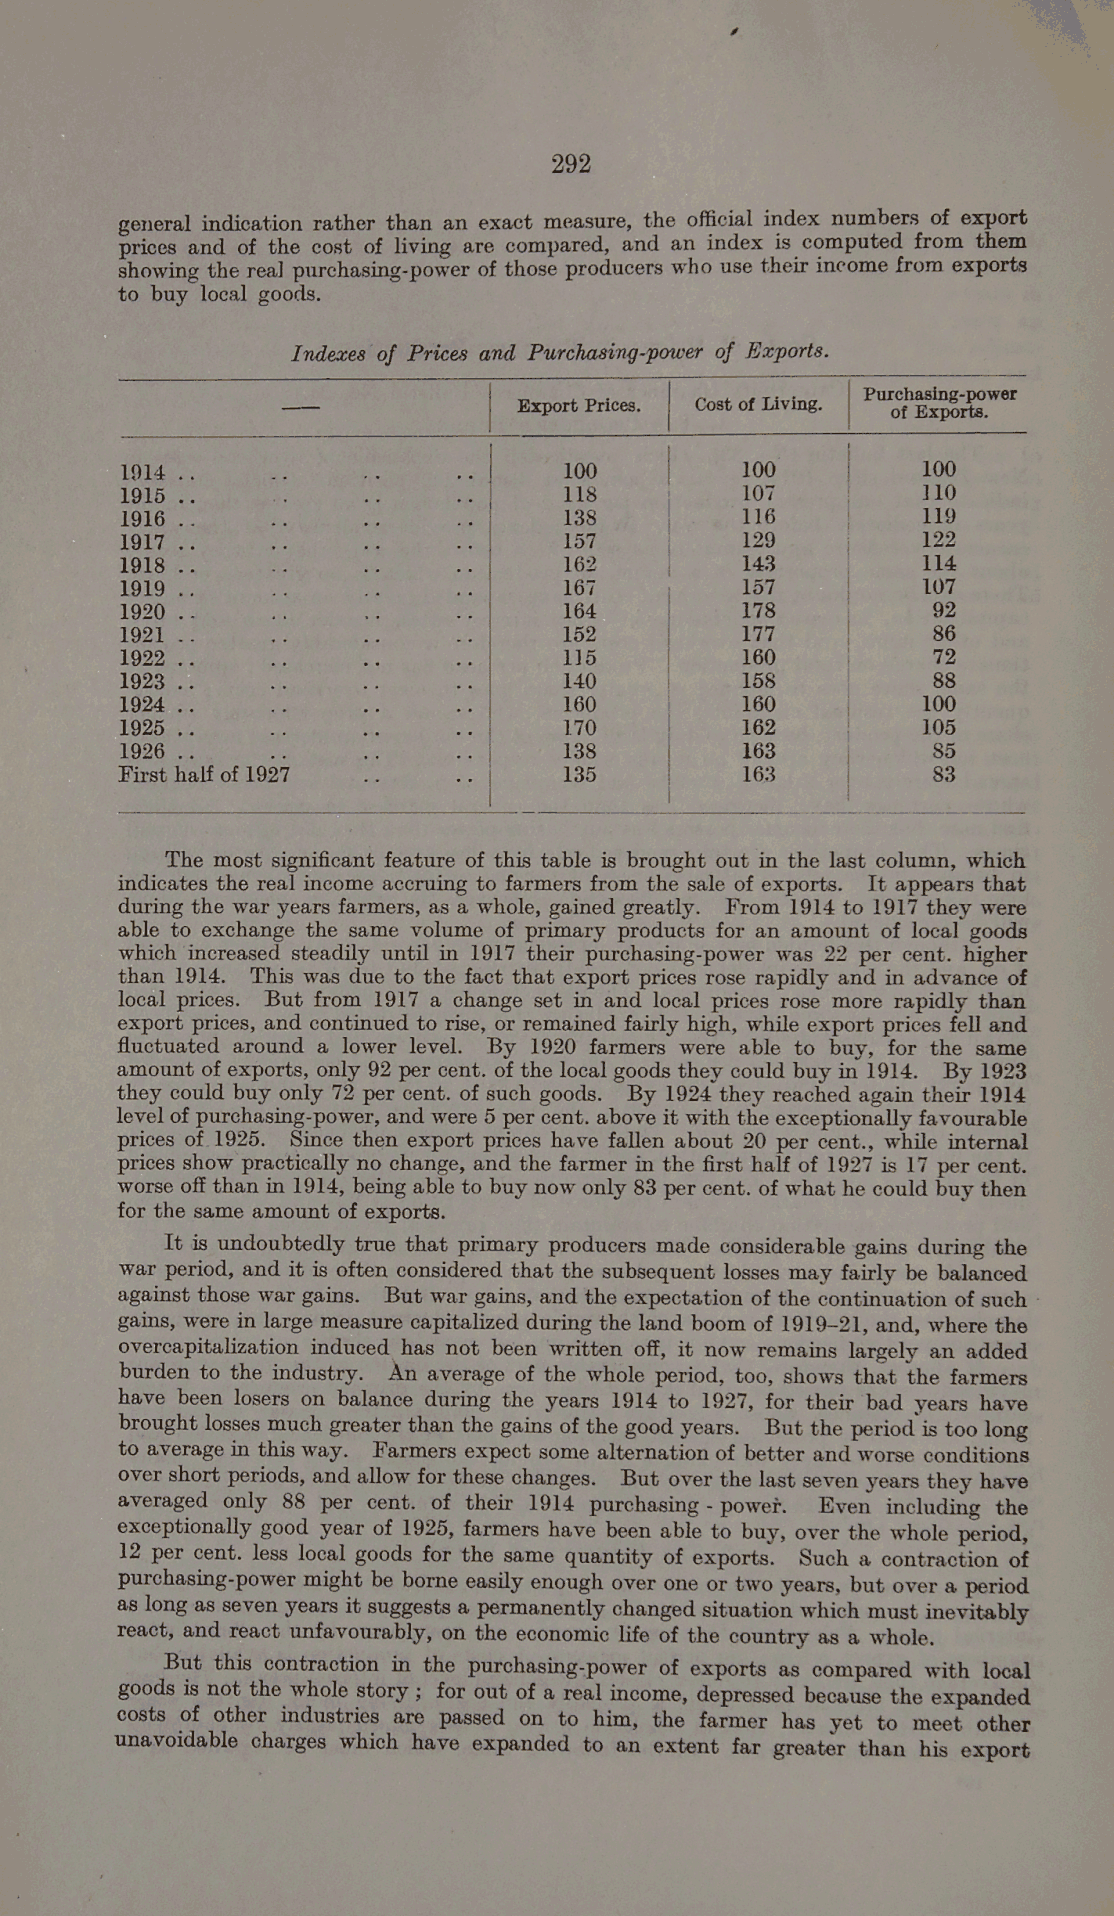 292
general indication rather than an exact measure, the official index numbers of export
prices and of the cost of living are compared, and an index is computed from them
showing the real purchasing-power of those producers who use their income from exports
to buy local goods.
Indexes of Prices and Purchasing-power of Exports.
— Export Prices. Cost of Living. Purchasing-power of Exports.
1914 .. .. .. .. 100 100 100
1915 .. .. .. .. 118 107 110
1916 .. .. .. .. 138 116 119
1917 .. .. .. .. 157 129 122
1918 .. .. .. .. 162 143 114
1919 .. .. .. .. 167 157 107
1920 .. .. .. .. 164 178 92
1921 .. .. .. .. 152 177 86
1922 .. .. .. .. 115 160 72
1923 .. .. .. .. 140 158 88
1924 .. .. .. .. 160 160 100
1925 .. .. .. .. 170 162 105
1926 .. .. .. .. 138 163 85
First half of 1927 .. .. 135 163 83
The most significant feature of this table is brought out in the last column, which
indicates the real income accruing to farmers from the sale of exports. It appears that
during the war years farmers, as a whole, gained greatly. From 1914 to 1917 they were
able to exchange the same volume of primary products for an amount of local goods
which increased steadily until in 1917 their purchasing-power was 22 per cent. higher
than 1914. This was due to the fact that export prices rose rapidly and in advance of
local prices. But from 1917 a change set in and local prices rose more rapidly than
export prices, and continued to rise, or remained fairly high, while export prices fell and
fluctuated around a lower level. By 1920 farmers were able to buy, for the same
amount of exports, only 92 per cent. of the local goods they could buy in 1914. By 1923
they could buy only 72 per cent. of such goods. By 1924 they reached again their 1914
level of purchasing-power, and were 5 per cent. above it with the exceptionally favourable
prices of 1925. Since then export prices have fallen about 20 per cent., while internal
prices show practically no change, and the farmer in the first half of 1927 is 17 per cent.
worse off than in 1914, being able to buy now only 83 per cent. of what he could buy then
for the same amount of exports.
It is undoubtedly true that primary producers made considerable gains during the
war period, and it is often considered that the subsequent losses may fairly be balanced
against those war gains. But war gains, and the expectation of the continuation of such
gains, were in large measure capitalized during the land boom of 1919–21, and, where the
overcapitalization induced has not been written off, it now remains largely an added
burden to the industry. An average of the whole period, too, shows that the farmers
have been losers on balance during the years 1914 to 1927, for their bad years have
brought losses much greater than the gains of the good years. But the period is too long
to average in this way. Farmers expect some alternation of better and worse conditions
over short periods, and allow for these changes. But over the last seven years they have
averaged only 88 per cent. of their 1914 purchasing-power. Even including the
exceptionally good year of 1925, farmers have been able to buy, over the whole period,
12 per cent. less local goods for the same quantity of exports. Such a contraction of
purchasing-power might be borne easily enough over one or two years, but over a period
as long as seven years it suggests a permanently changed situation which must inevitably
react, and react unfavourably, on the economic life of the country as a whole.
But this contraction in the purchasing-power of exports as compared with local
goods is not the whole story ; for out of a real income, depressed because the expanded
costs of other industries are passed on to him, the farmer has yet to meet other
unavoidable charges which have expanded to an extent far greater than his export